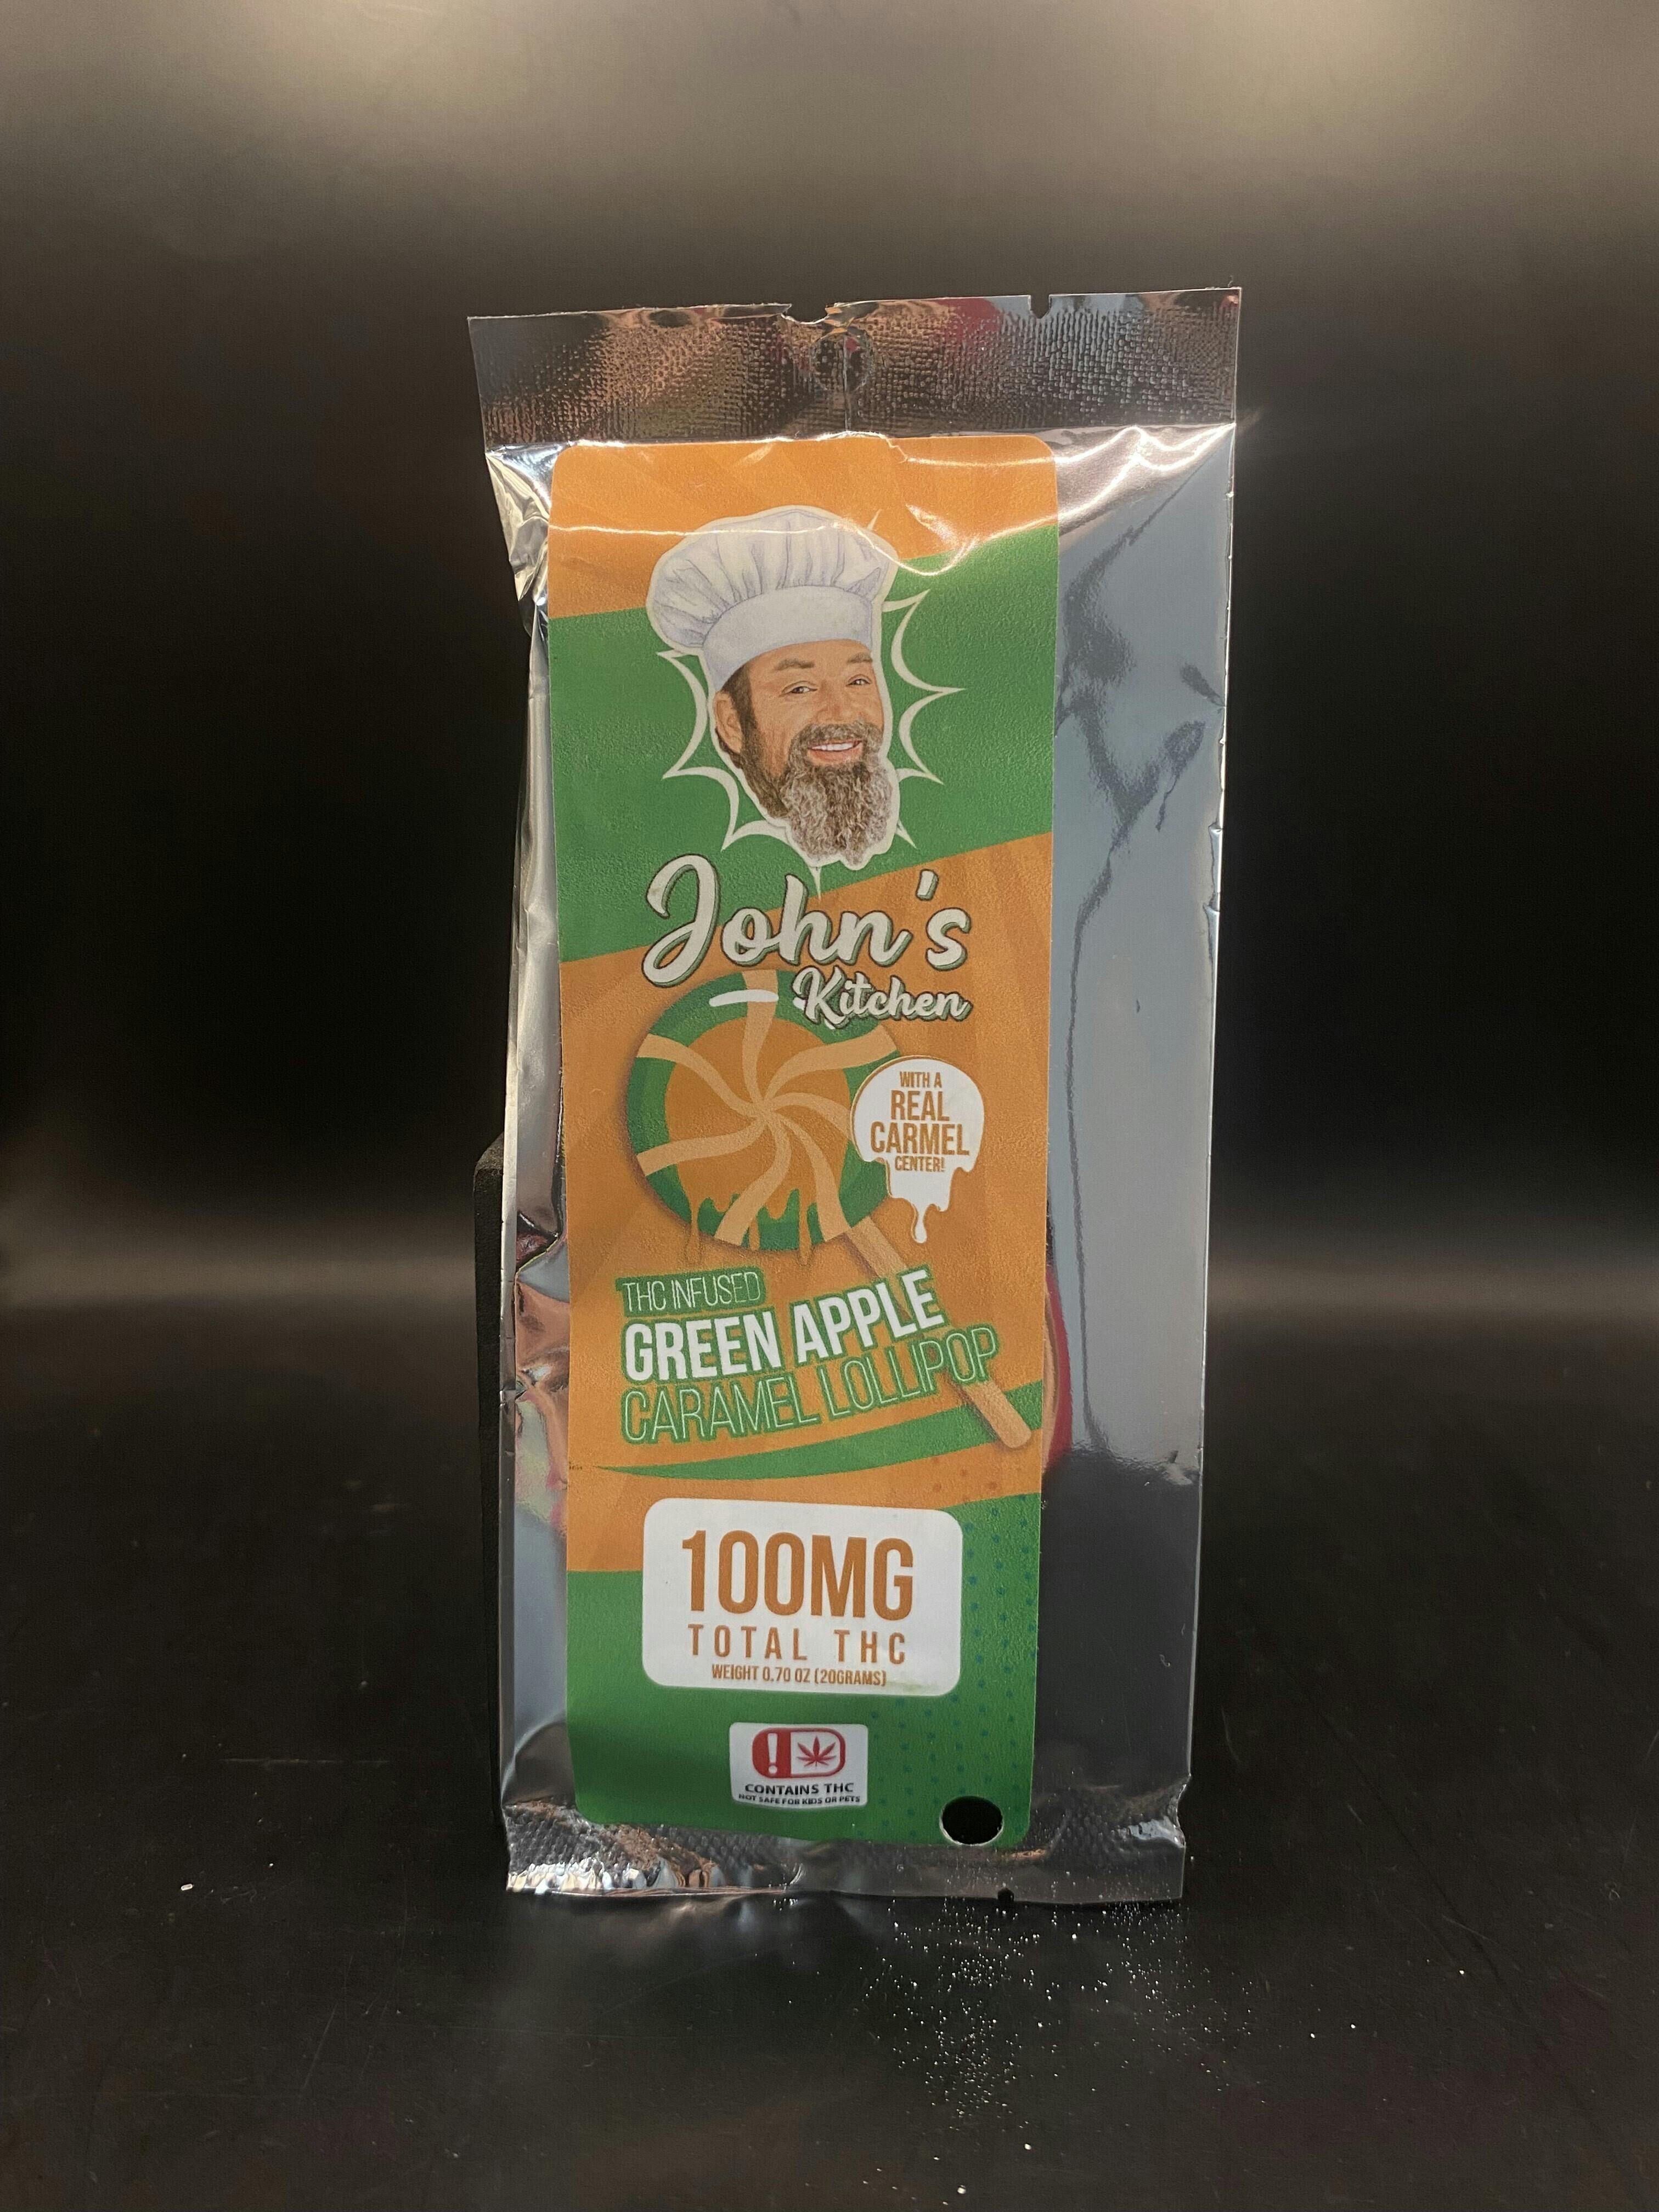 John's
Kitchen
WITH A
REAL
CARMEL
CENTER!
THC INFUSED
GREEN APPLE
CARAMEL LOLLIPOP
100MG
TOTAL THC
WEIGHT 0.70 OZ (20GRAMS)
!
CONTAINS THC
NOT SAFE FOR KIDS OR PETS